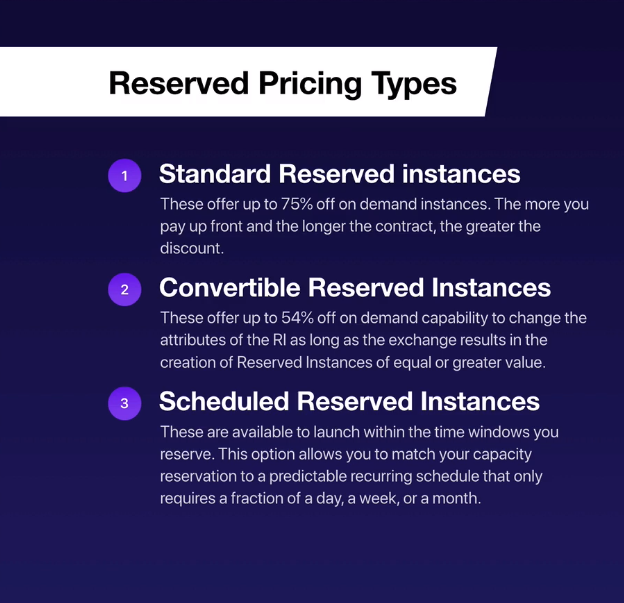 Reserved Pricing Types
1
Standard Reserved instances
These offer up to 75% off on demand instances. The more you
pay up front and the longer the contract, the greater the
discount.
2
Convertible Reserved Instances
These offer up to 54% off on demand capability to change the
attributes of the RI as long as the exchange results in the
creation of Reserved Instances of equal or greater value.
3
Scheduled Reserved Instances
These are available to launch within the time windows you
reserve. This option allows you to match your capacity
reservation to a predictable recurring schedule that only
requires a fraction of a day, a week, or a month.